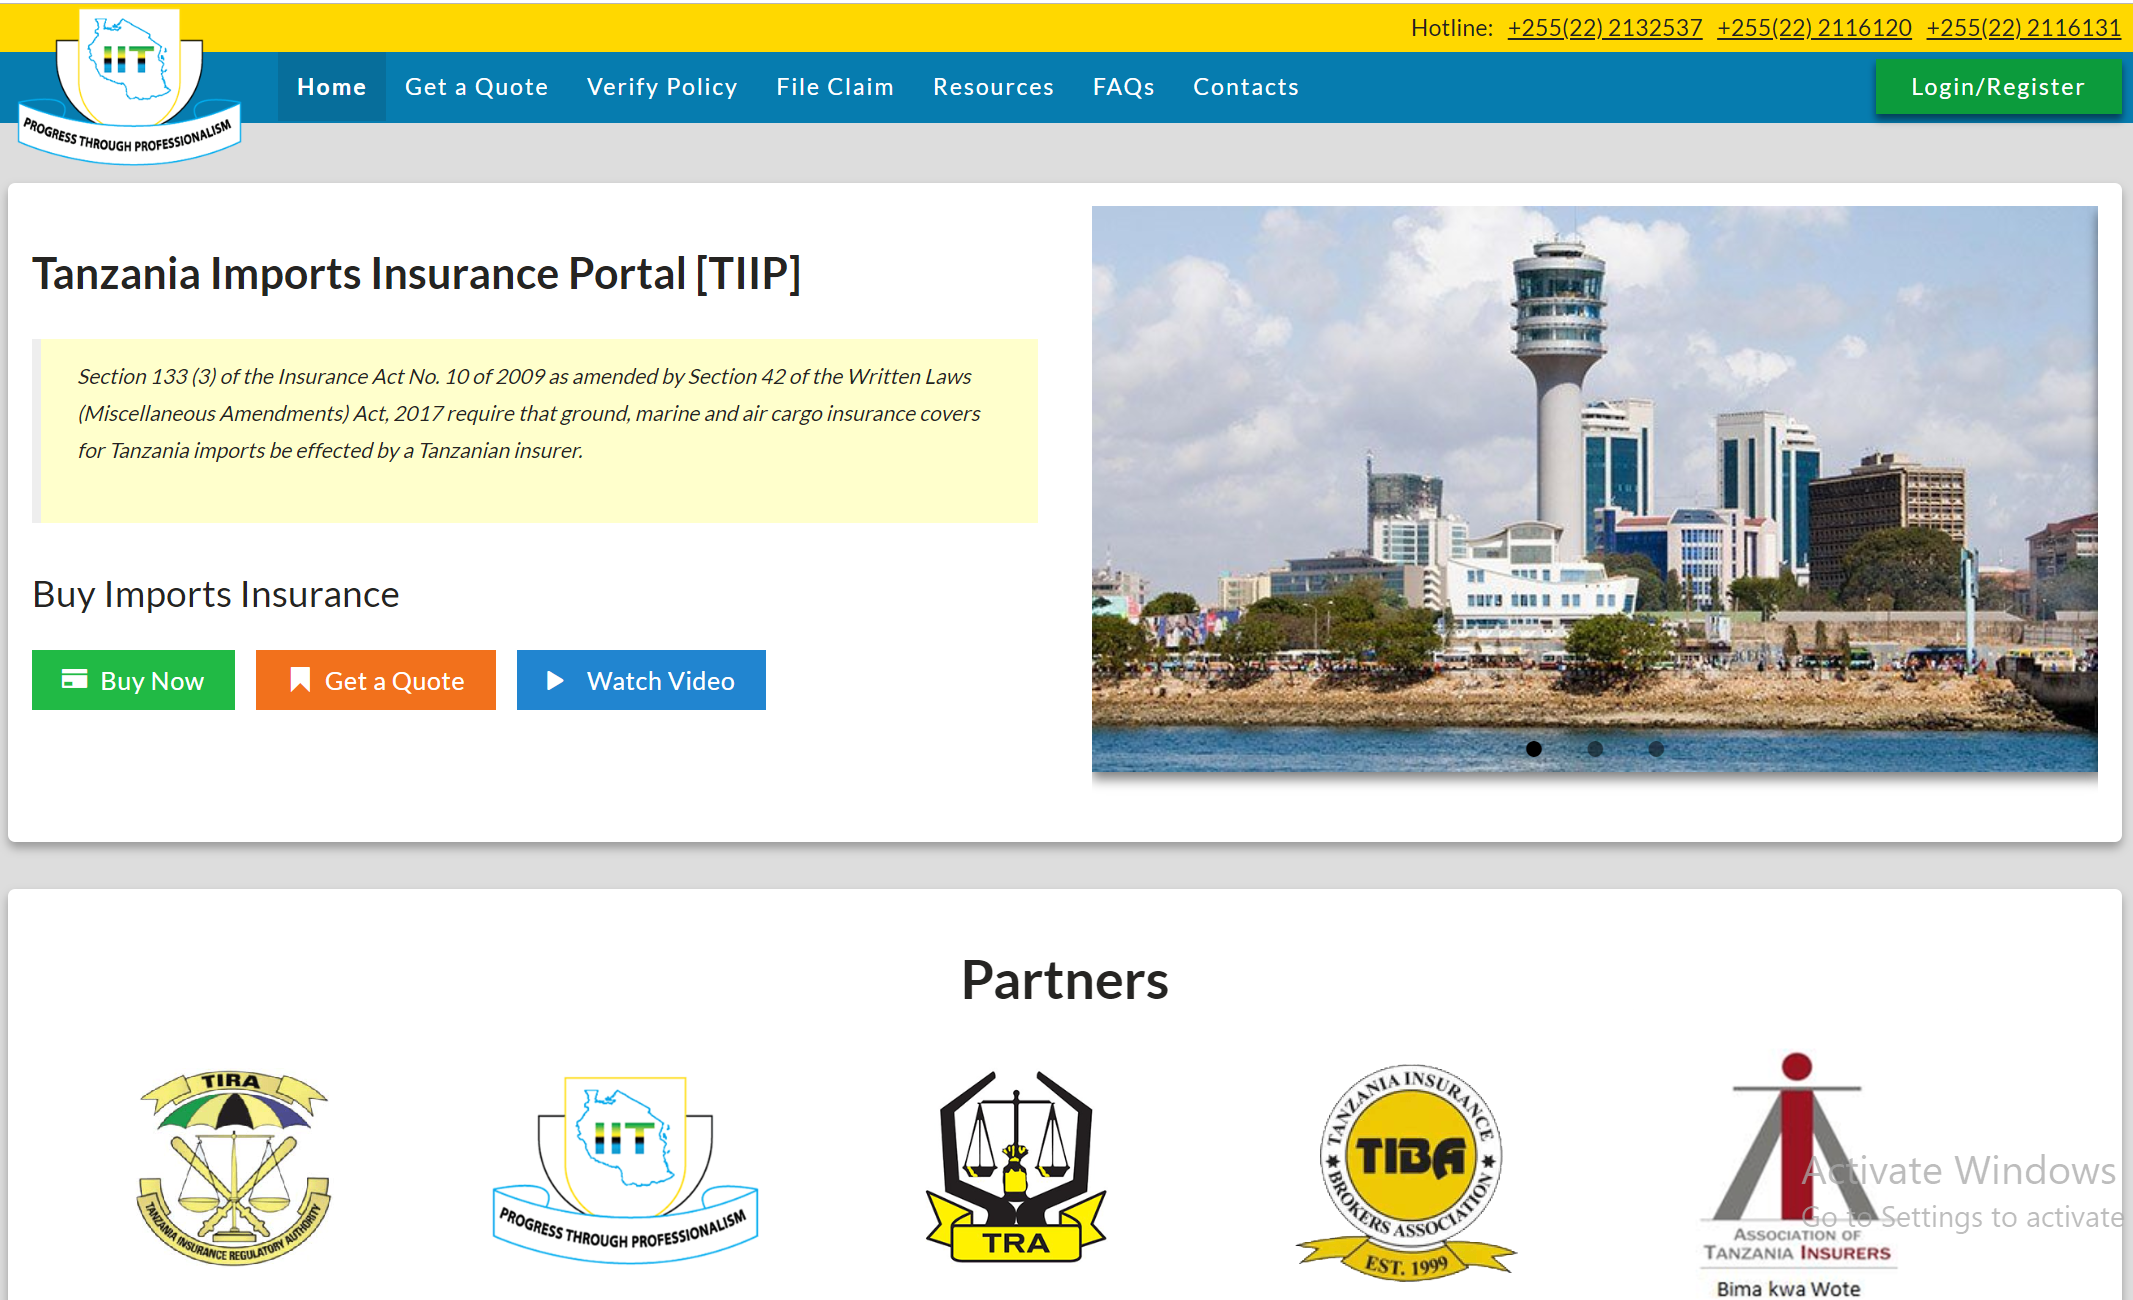 Hotline: +255(22) 2132537 +255(22) 2116120 +255(22) 2116131
IIT
PROGRESS THROUGH PROFESSIONALISM
Home Get a Quote Verify Policy File Claim Resources FAQs Contacts Login/Register
Tanzania Imports Insurance Portal [TIIP]
Section 133 (3) of the Insurance Act No. 10 of 2009 as amended by Section 42 of the Written Laws
(Miscellaneous Amendments) Act, 2017 require that ground, marine and air cargo insurance covers
for Tanzania imports be effected by a Tanzanian insurer.
Buy Imports Insurance
Buy Now Get a Quote Watch Video
Partners
TIRA
TANZANIA INSURANCE REGULATORY AUTHORITY
IIT
PROGRESS THROUGH PROFESSIONALISM
TRA
TANZANIA INSURANCE
TIBA
BROKERS ASSOCIATION
EST. 1999
ASSOCIATION OF
TANZANIA INSURERS
Bima kwa Wote
Activate Windows
Go to Settings to activate